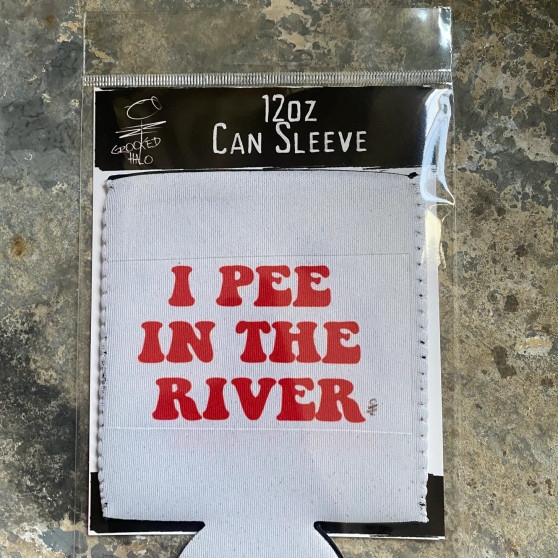 12oz
CAN SLEEVE
CROOKED
HALO
I PEE
IN THE
RIVER